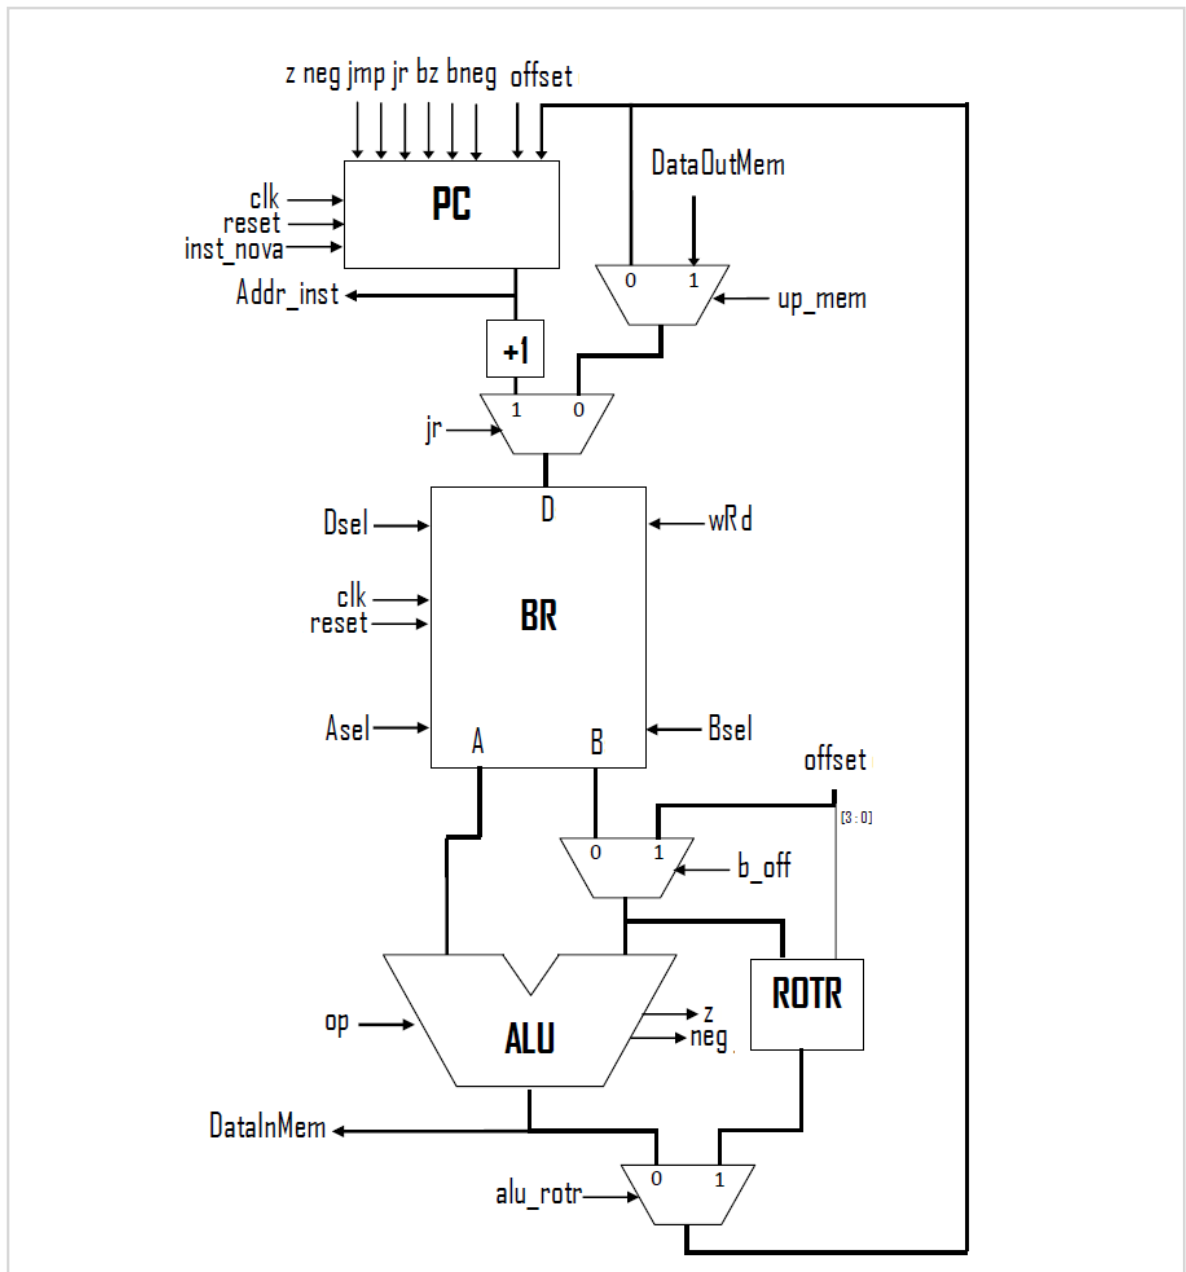 z neg jmp jr bz bneg offset
DataOutMem
PC
clk
reset
inst_nova
0 1
Addr_inst
up_mem
+1
1 0
jr
D
Dsel
wRd
clk
BR
reset
Asel
A
B
Bsel
offset
[3:0]
0 1
b_off
ROTR
op
ALU
z
neg
DataInMem
0 1
alu_rotr